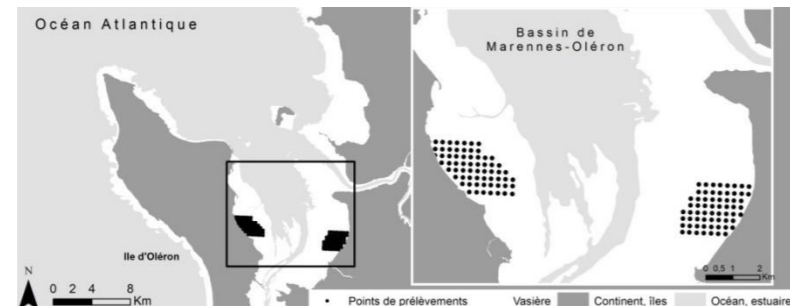 Océan Atlantique
Bassin de
Marennes-Oléron
Ile d'Oléron
N
0 2 4 8
Km
0 0,5 1 2
Km
Points de prélèvements Vasière Continent, îles Océan, estuaire